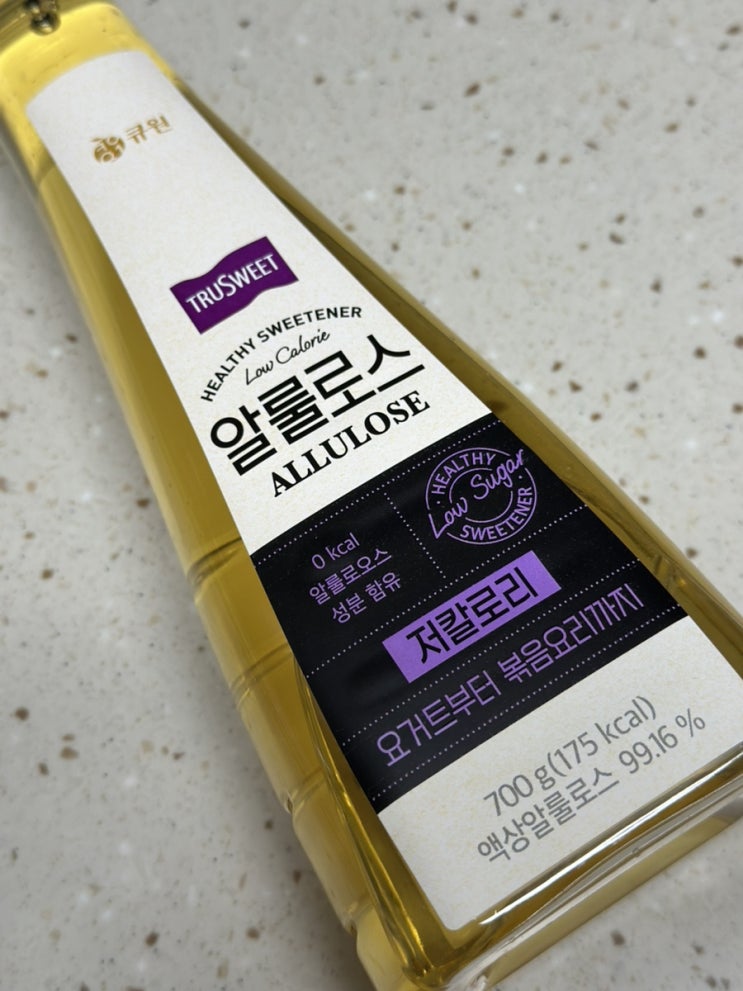 큐원
TRUSWEET
HEALTHY SWEETENER
Low Calorie
알룰로스
ALLULOSE
0 kcal
알룰로오스
성분 함유
HEALTHY
Low Sugar
SWEETENER
저칼로리
요거트부터 볶음요리까지
700 g(175 kcal)
액상알룰로스 99.16 %